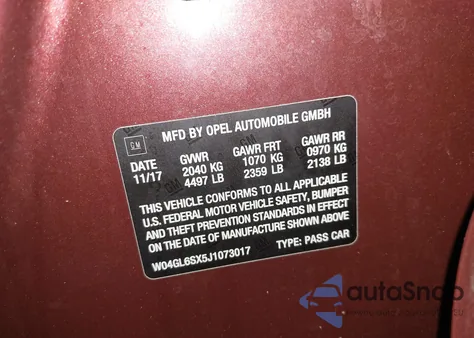 GM
MFD BY OPEL AUTOMOBILE GMBH
DATE GVWR GAWR FRT GAWR RR
11/17 2040 KG 1070 KG 0970 KG
4497 LB 2359 LB 2138 LB
THIS VEHICLE CONFORMS TO ALL APPLICABLE
U.S. FEDERAL MOTOR VEHICLE SAFETY, BUMPER
AND THEFT PREVENTION STANDARDS IN EFFECT
ON THE DATE OF MANUFACTURE SHOWN ABOVE.
W04GL6SX5J1073017 TYPE: PASS CAR
autoSnap